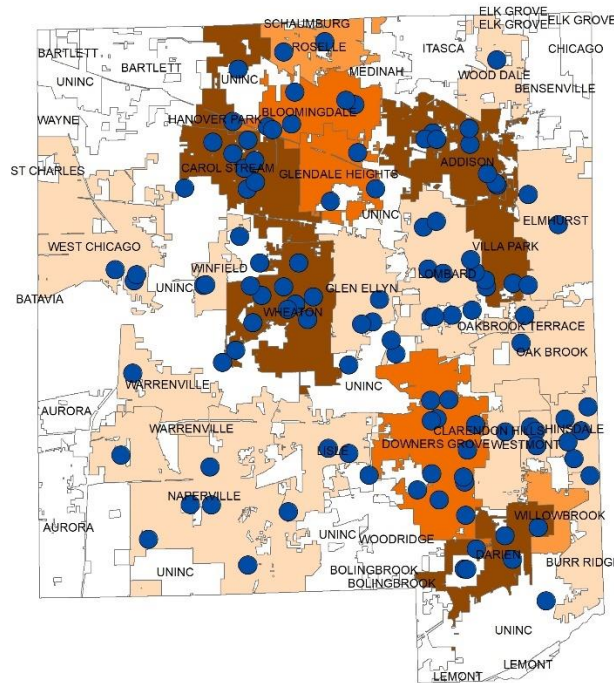 ELK GROVE
ELK GROVE
ELK GROVE
SCHAUMBURG
ROSELLE
BARTLETT
ITASCA
CHICAGO
BARTLETT
MEDINAH
UNINC
UNINC
WOOD DALE
BENSENVILLE
WAYNE
HANOVER PARK
BLOOMINGDALE
ADDISON
ST CHARLES
CAROL STREAM
GLENDALE HEIGHTS
UNINC
ELMHURST
WEST CHICAGO
VILLA PARK
WINFIELD
LOMBARD
UNINC
GLEN ELLYN
BATAVIA
WHEATON
OAKBROOK TERRACE
OAK BROOK
WARRENVILLE
UNINC
AURORA
WARRENVILLE
CLARENDON HILLS
HINSDALE
DOWNERS GROVE
WESTMONT
LISLE
NAPERVILLE
WILLOWBROOK
AURORA
UNINC
WOODRIDGE
DARIEN
BURR RIDGE
UNINC
BOLINGBROOK
BOLINGBROOK
UNINC
LEMONT
LEMONT